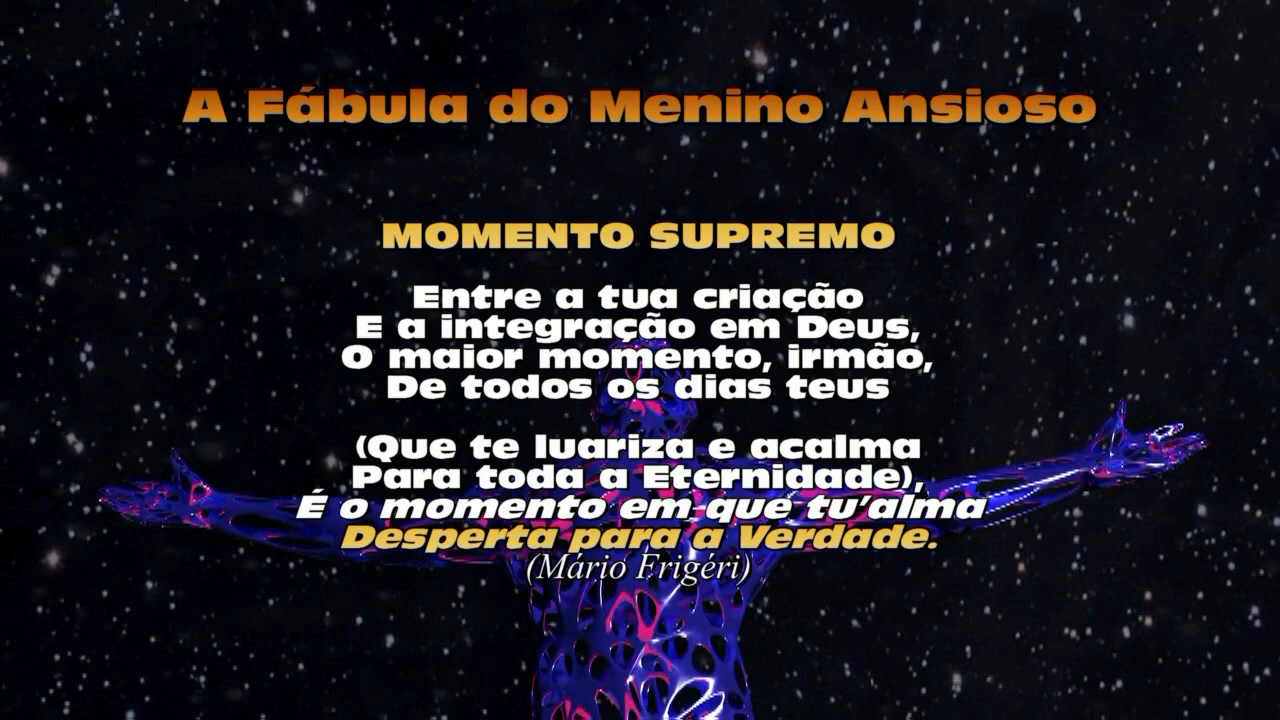 A Fábula do Menino Ansioso
MOMENTO SUPREMO
Entre a tua criação
E a integração em Deus,
O maior momento, irmão,
De todos os dias teus
(Que te luariza e acalma
Para toda a Eternidade),
É o momento em que tu'alma
Desperta para a Verdade.
(Mário Frigéri)